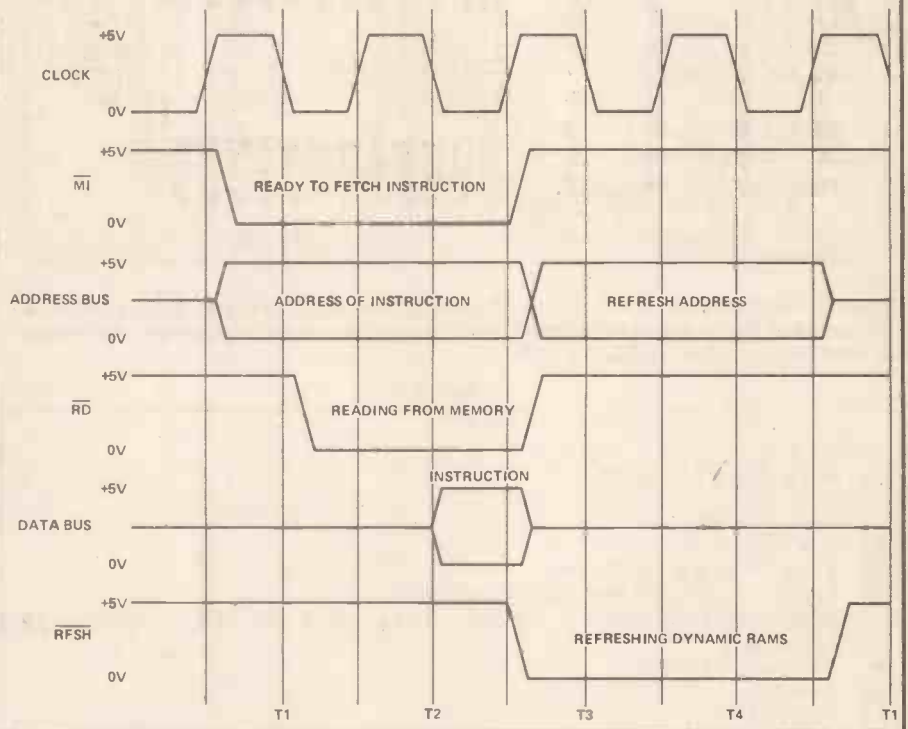 +5V
CLOCK
0V
+5V
MI
READY TO FETCH INSTRUCTION
0V
+5V
ADDRESS BUS
ADDRESS OF INSTRUCTION
REFRESH ADDRESS
0V
+5V
RD
READING FROM MEMORY
0V
INSTRUCTION
+5V
DATA BUS
0V
+5V
RFSH
REFRESHING DYNAMIC RAMS
0V
T1 T2 T3 T4 T1